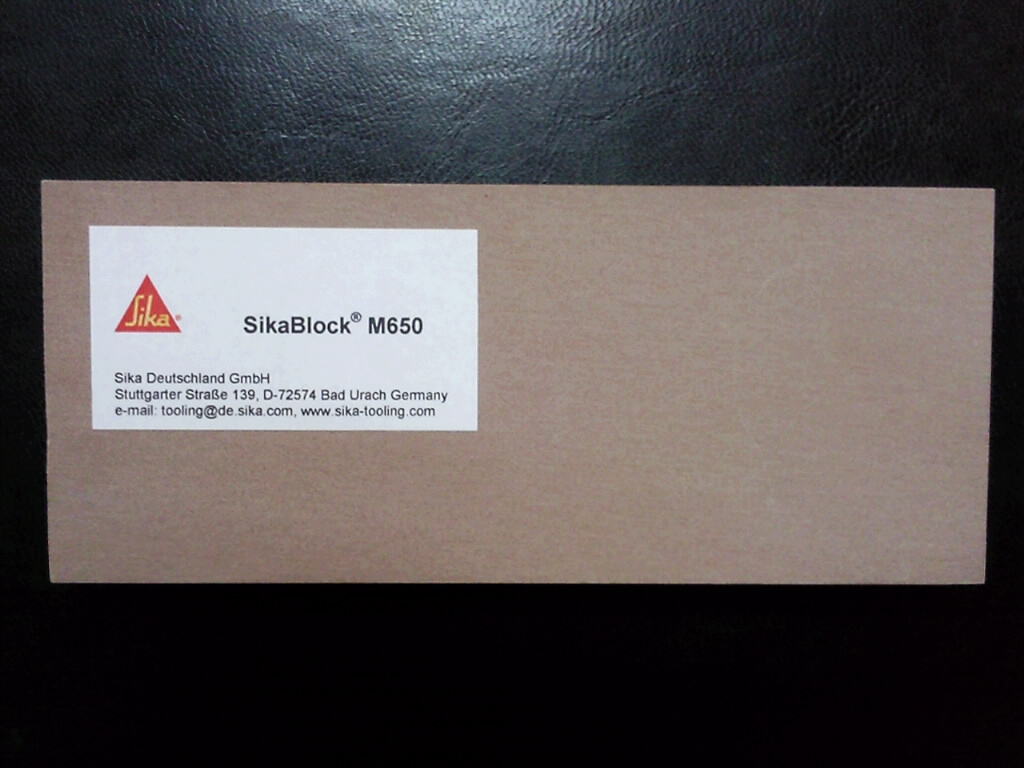 Sika®
SikaBlock® M650
Sika Deutschland GmbH
Stuttgarter Straße 139, D-72574 Bad Urach Germany
e-mail: tooling@de.sika.com, www.sika-tooling.com